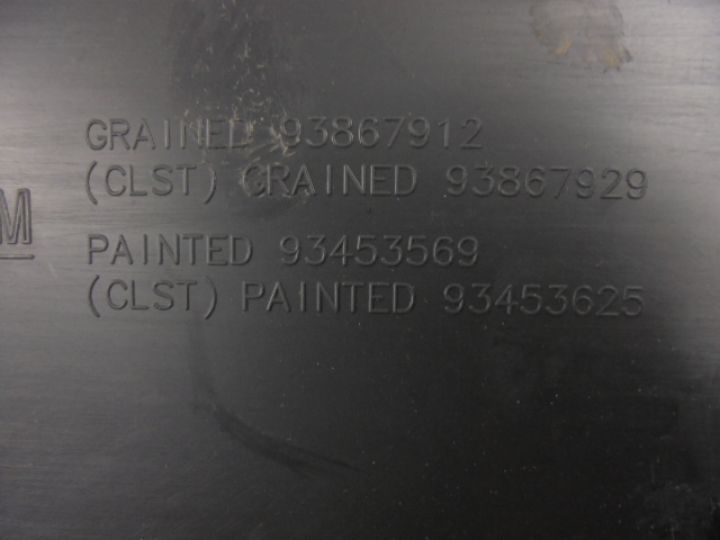 GRAINED 93867912
(CLST) GRAINED 93867929
M
PAINTED 93453569
(CLST) PAINTED 93453625